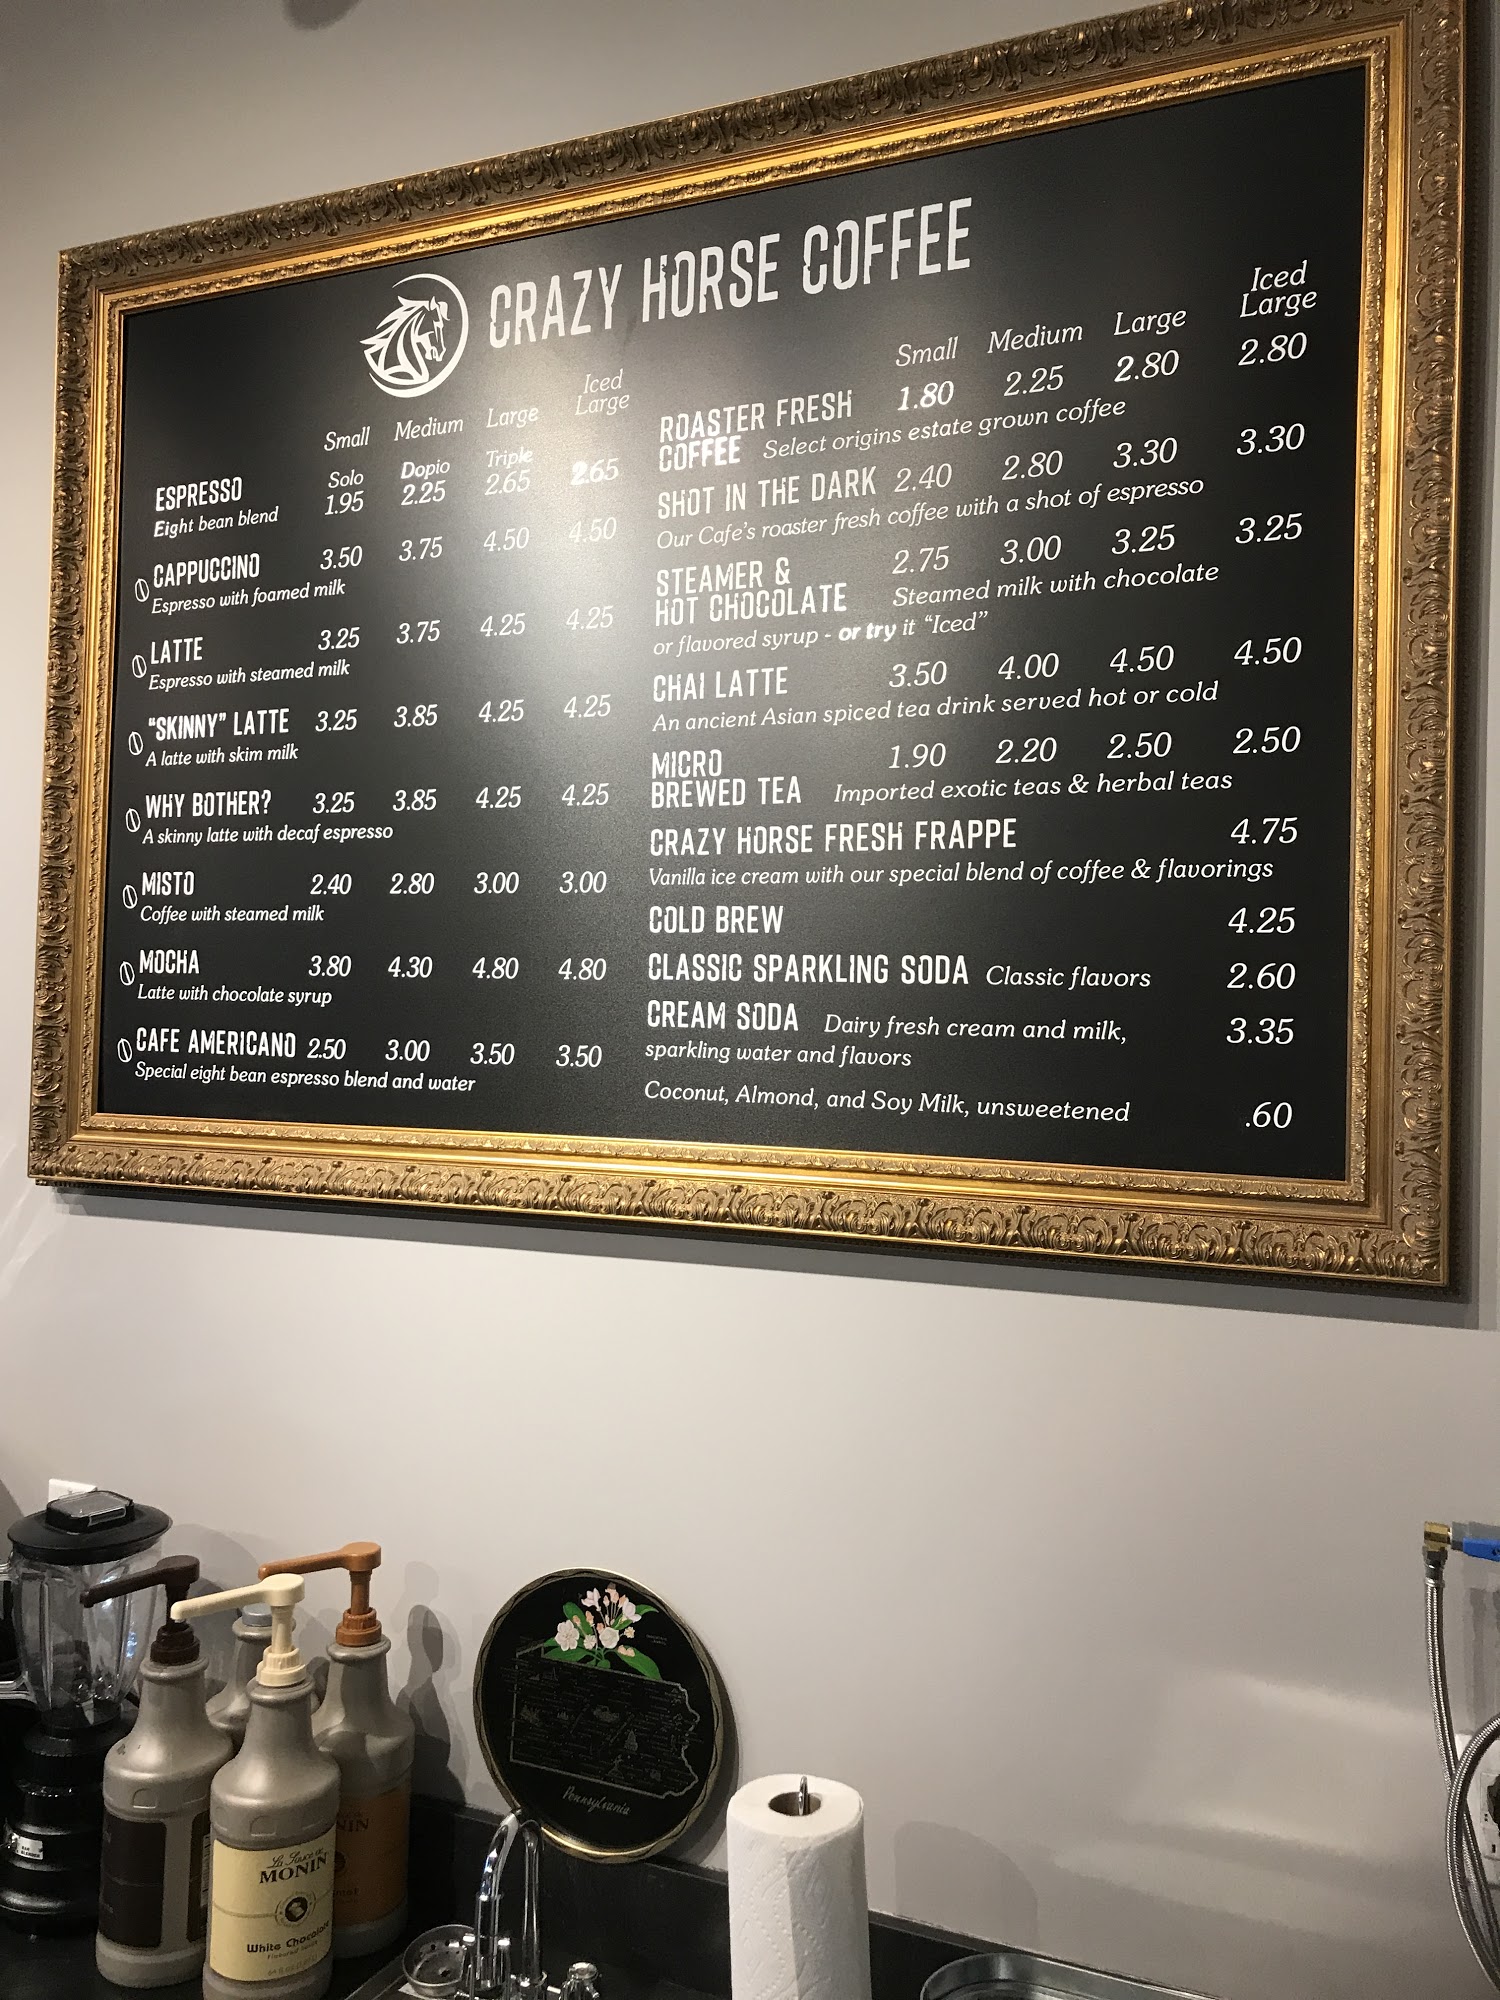 CRAZY HORSE COFFEE
Small Medium Large Iced Large
Solo Dopio Triple
ESPRESSO 1.95 2.25 2.65 2.65
Eight bean blend
CAPPUCCINO 3.50 3.75 4.50 4.50
Espresso with foamed milk
LATTE 3.25 3.75 4.25 4.25
Espresso with steamed milk
"SKINNY" LATTE 3.25 3.85 4.25 4.25
A latte with skim milk
WHY BOTHER? 3.25 3.85 4.25 4.25
A skinny latte with decaf espresso
MISTO 2.40 2.80 3.00 3.00
Coffee with steamed milk
MOCHA 3.80 4.30 4.80 4.80
Latte with chocolate syrup
CAFE AMERICANO 2.50 3.00 3.50 3.50
Special eight bean espresso blend and water
Small Medium Large Iced Large
ROASTER FRESH 1.80 2.25 2.80 2.80
COFFEE Select origins estate grown coffee
SHOT IN THE DARK 2.40 2.80 3.30 3.30
Our Cafe's roaster fresh coffee with a shot of espresso
STEAMER & 2.75 3.00 3.25 3.25
HOT CHOCOLATE Steamed milk with chocolate
or flavored syrup - or try it "Iced"
CHAI LATTE 3.50 4.00 4.50 4.50
An ancient Asian spiced tea drink served hot or cold
MICRO 1.90 2.20 2.50 2.50
BREWED TEA Imported exotic teas & herbal teas
CRAZY HORSE FRESH FRAPPE 4.75
Vanilla ice cream with our special blend of coffee & flavorings
COLD BREW 4.25
CLASSIC SPARKLING SODA Classic flavors 2.60
CREAM SODA Dairy fresh cream and milk, 3.35
sparkling water and flavors
Coconut, Almond, and Soy Milk, unsweetened .60
Pennsylvania
La Sauce de
MONIN
White Chocolate